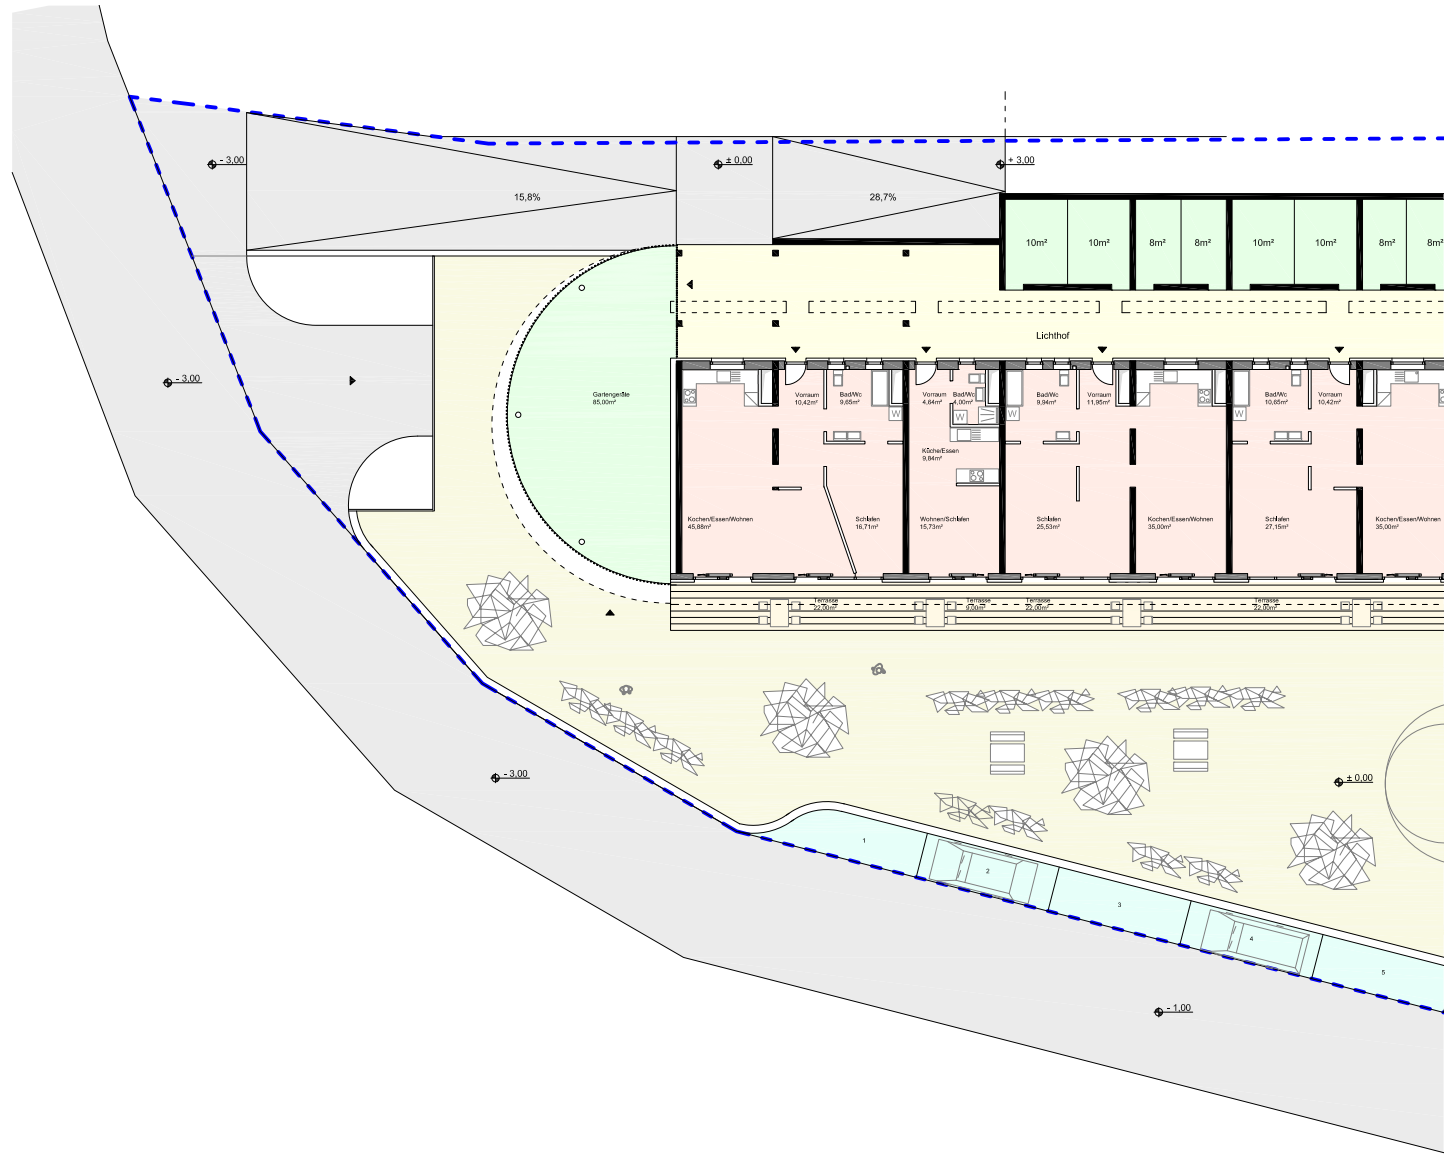 - 3,00
± 0,00
+ 3,00
15,8%
28,7%
10m²
10m²
8m²
8m²
10m²
10m²
8m²
8m²
Lichthof
- 3,00
Gartengeräte
85,00m²
Vorraum
10,42m²
Bad/Wc
9,65m²
Vorraum
4,64m²
Bad/Wc
4,00m²
Bad/Wc
9,94m²
Vorraum
11,95m²
Bad/Wc
10,65m²
Vorraum
10,42m²
W
W
W
W
Küche/Essen
9,84m²
Kochen/Essen/Wohnen
45,88m²
Schlafen
16,71m²
Wohnen/Schlafen
15,73m²
Schlafen
25,53m²
Kochen/Essen/Wohnen
35,00m²
Schlafen
27,15m²
Kochen/Essen/Wohnen
35,00m²
Terrasse
22,00m²
Terrasse
9,00m²
Terrasse
22,00m²
Terrasse
22,00m²
- 3,00
± 0,00
1
2
3
4
5
- 1,00